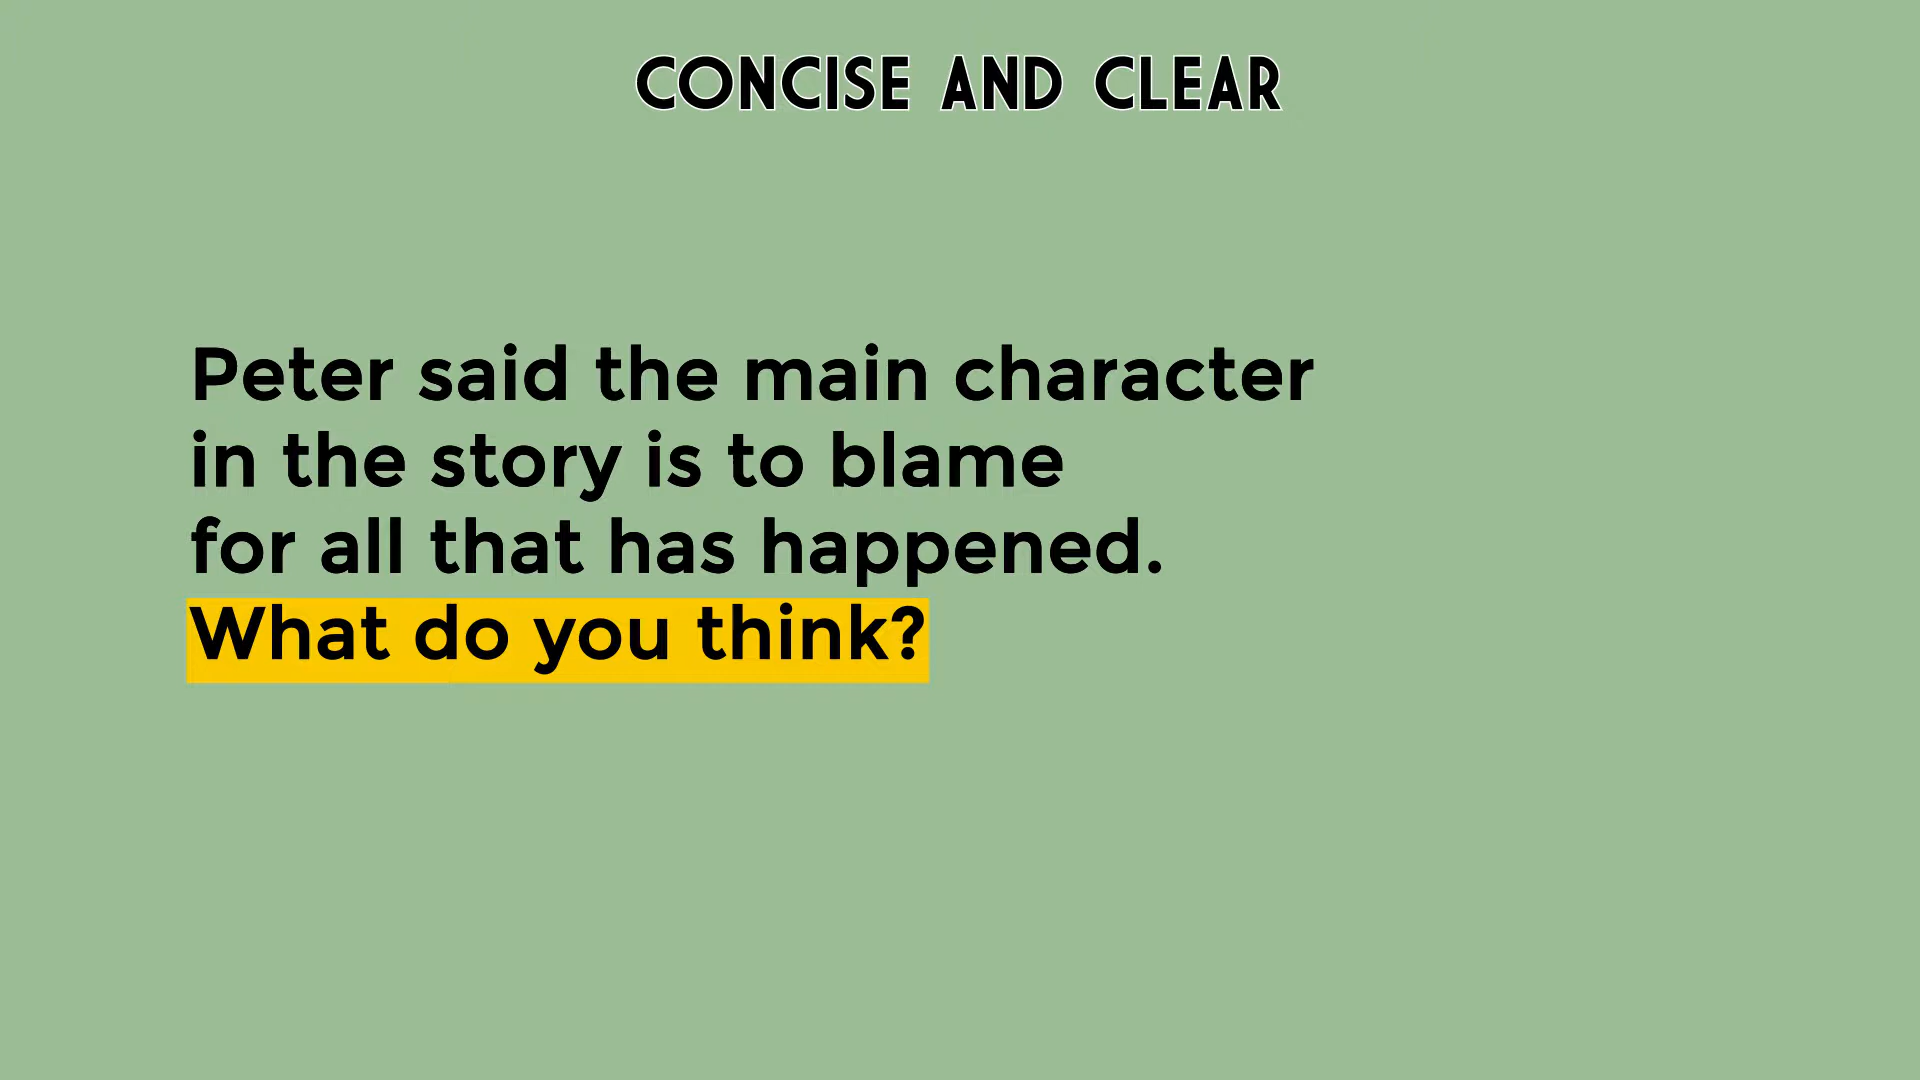 CONCISE AND CLEAR
Peter said the main character
in the story is to blame
for all that has happened.
What do you think?